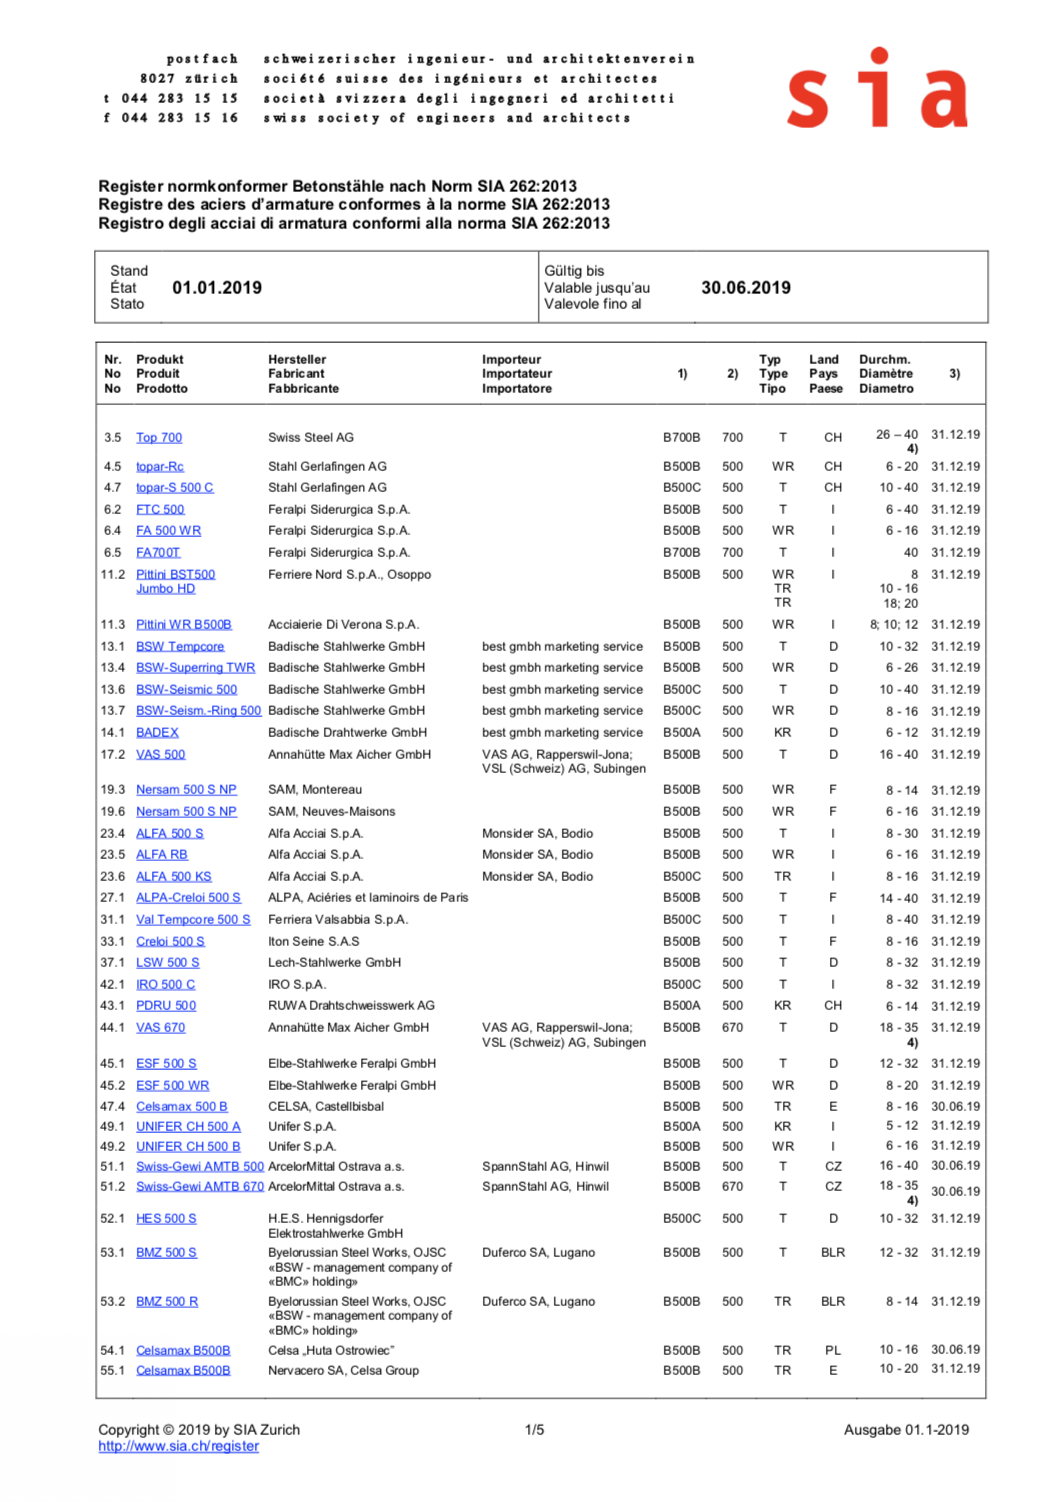 postfach schweizerischer ingenieur- und architektenverein
8027 zürich société suisse des ingénieurs et architectes
t 044 283 15 15 società svizzera degli ingegneri ed architetti
f 044 283 15 16 swiss society of engineers and architects
sia
Register normkonformer Betonstähle nach Norm SIA 262:2013
Registre des aciers d'armature conformes à la norme SIA 262:2013
Registro degli acciai di armatura conformi alla norma SIA 262:2013
Stand
État 01.01.2019
Stato
Gültig bis
Valable jusqu'au 30.06.2019
Valevole fino al
Nr. Produkt Hersteller Importeur Typ Land Durchm.
No Produit Fabricant Importateur 1) 2) Type Pays Diamètre 3)
No Prodotto Fabbricante Importatore Tipo Paese Diametro
3.5 Top 700 Swiss Steel AG B700B 700 T CH 26 – 40 31.12.19
4)
4.5 topar-Rc Stahl Gerlafingen AG B500B 500 WR CH 6 - 20 31.12.19
4.7 topar-S 500 C Stahl Gerlafingen AG B500C 500 T CH 10 - 40 31.12.19
6.2 FTC 500 Feralpi Siderurgica S.p.A. B500B 500 T I 6 - 40 31.12.19
6.4 FA 500 WR Feralpi Siderurgica S.p.A. B500B 500 WR I 6 - 16 31.12.19
6.5 FA700T Feralpi Siderurgica S.p.A. B700B 700 T I 40 31.12.19
11.2 Pittini BST500 Ferriere Nord S.p.A., Osoppo B500B 500 WR I 8 31.12.19
Jumbo HD TR 10 - 16
TR 18; 20
11.3 Pittini WR B500B Acciaierie Di Verona S.p.A. B500B 500 WR I 8; 10; 12 31.12.19
13.1 BSW Tempcore Badische Stahlwerke GmbH best gmbh marketing service B500B 500 T D 10 - 32 31.12.19
13.4 BSW-Superring TWR Badische Stahlwerke GmbH best gmbh marketing service B500B 500 WR D 6 - 26 31.12.19
13.6 BSW-Seismic 500 Badische Stahlwerke GmbH best gmbh marketing service B500C 500 T D 10 - 40 31.12.19
13.7 BSW-Seism.-Ring 500 Badische Stahlwerke GmbH best gmbh marketing service B500C 500 WR D 8 - 16 31.12.19
14.1 BADEX Badische Drahtwerke GmbH best gmbh marketing service B500A 500 KR D 6 - 12 31.12.19
17.2 VAS 500 Annahütte Max Aicher GmbH VAS AG, Rapperswil-Jona; B500B 500 T D 16 - 40 31.12.19
VSL (Schweiz) AG, Subingen
19.3 Nersam 500 S NP SAM, Montereau B500B 500 WR F 8 - 14 31.12.19
19.6 Nersam 500 S NP SAM, Neuves-Maisons B500B 500 WR F 6 - 16 31.12.19
23.4 ALFA 500 S Alfa Acciai S.p.A. Monsider SA, Bodio B500B 500 T I 8 - 30 31.12.19
23.5 ALFA RB Alfa Acciai S.p.A. Monsider SA, Bodio B500B 500 WR I 6 - 16 31.12.19
23.6 ALFA 500 KS Alfa Acciai S.p.A. Monsider SA, Bodio B500C 500 TR I 8 - 16 31.12.19
27.1 ALPA-Creloi 500 S ALPA, Aciéries et laminoirs de Paris B500B 500 T F 14 - 40 31.12.19
31.1 Val Tempcore 500 S Ferriera Valsabbia S.p.A. B500C 500 T I 8 - 40 31.12.19
33.1 Creloi 500 S Iton Seine S.A.S B500B 500 T F 8 - 16 31.12.19
37.1 LSW 500 S Lech-Stahlwerke GmbH B500B 500 T D 8 - 32 31.12.19
42.1 IRO 500 C IRO S.p.A. B500C 500 T I 8 - 32 31.12.19
43.1 PDRU 500 RUWA Drahtschweisswerk AG B500A 500 KR CH 6 - 14 31.12.19
44.1 VAS 670 Annahütte Max Aicher GmbH VAS AG, Rapperswil-Jona; B500B 670 T D 18 - 35 31.12.19
VSL (Schweiz) AG, Subingen 4)
45.1 ESF 500 S Elbe-Stahlwerke Feralpi GmbH B500B 500 T D 12 - 32 31.12.19
45.2 ESF 500 WR Elbe-Stahlwerke Feralpi GmbH B500B 500 WR D 8 - 20 31.12.19
47.4 Celsamax 500 B CELSA, Castellbisbal B500B 500 TR E 8 - 16 30.06.19
49.1 UNIFER CH 500 A Unifer S.p.A. B500A 500 KR I 5 - 12 31.12.19
49.2 UNIFER CH 500 B Unifer S.p.A. B500B 500 WR I 6 - 16 31.12.19
51.1 Swiss-Gewi AMTB 500 ArcelorMittal Ostrava a.s. SpannStahl AG, Hinwil B500B 500 T CZ 16 - 40 30.06.19
51.2 Swiss-Gewi AMTB 670 ArcelorMittal Ostrava a.s. SpannStahl AG, Hinwil B500B 670 T CZ 18 - 35 30.06.19
4)
52.1 HES 500 S H.E.S. Hennigsdorfer B500C 500 T D 10 - 32 31.12.19
Elektrostahlwerke GmbH
53.1 BMZ 500 S Byelorussian Steel Works, OJSC Duferco SA, Lugano B500B 500 T BLR 12 - 32 31.12.19
«BSW - management company of
«BMC» holding»
53.2 BMZ 500 R Byelorussian Steel Works, OJSC Duferco SA, Lugano B500B 500 TR BLR 8 - 14 31.12.19
«BSW - management company of
«BMC» holding»
54.1 Celsamax B500B Celsa „Huta Ostrowiec” B500B 500 TR PL 10 - 16 30.06.19
55.1 Celsamax B500B Nervacero SA, Celsa Group B500B 500 TR E 10 - 20 31.12.19
Copyright © 2019 by SIA Zurich 1/5 Ausgabe 01.1-2019
http://www.sia.ch/register